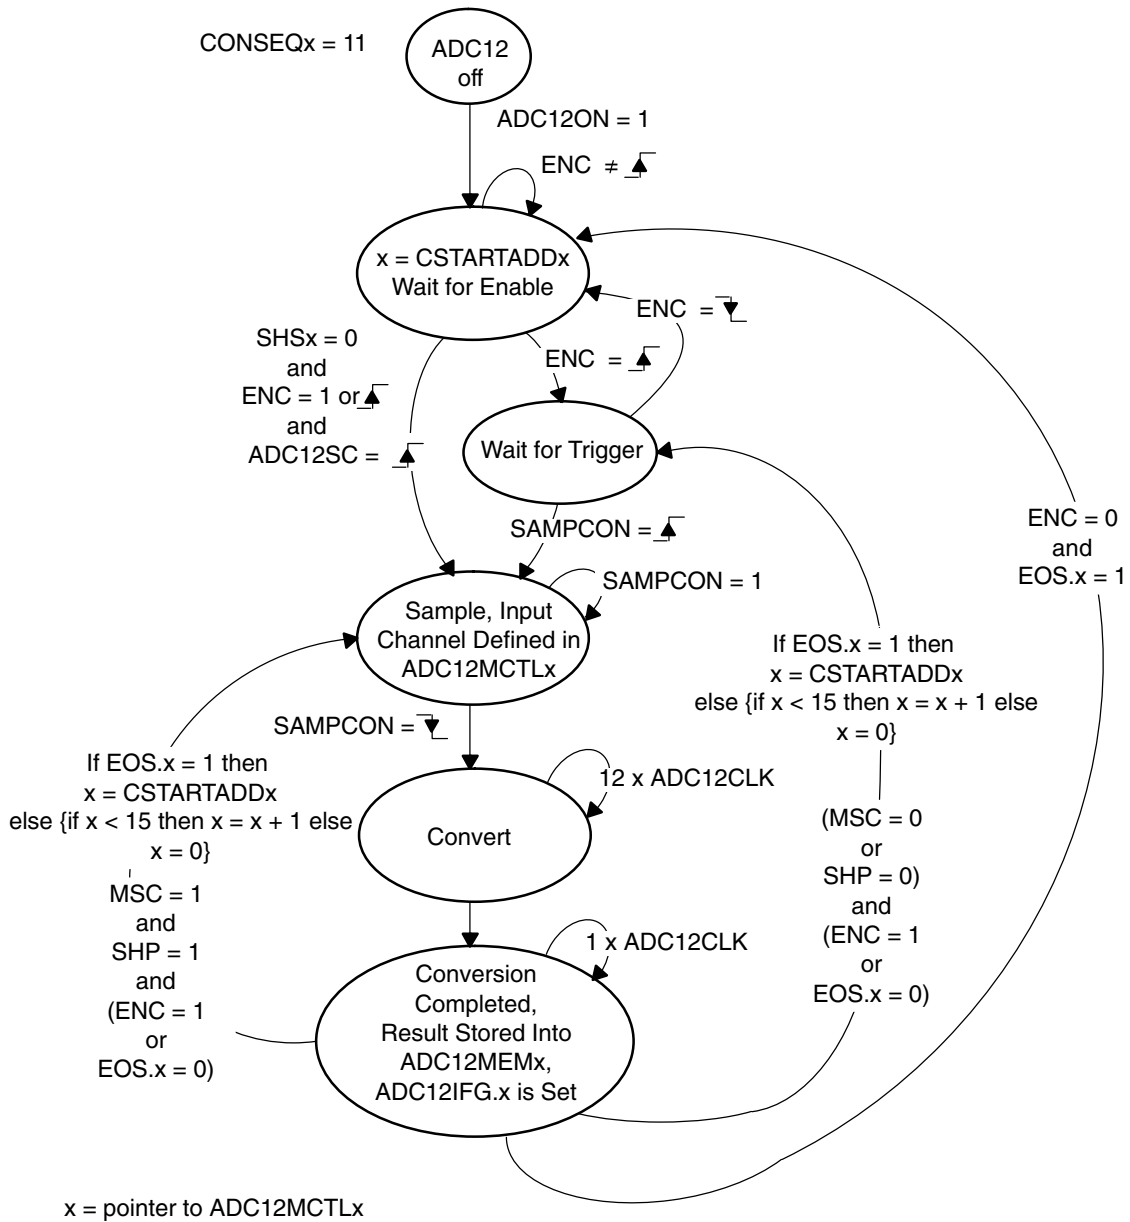 CONSEQx = 11
ADC12
off
ADC12ON = 1
ENC ≠
x = CSTARTADDx
Wait for Enable
ENC =
SHSx = 0
and
ENC = 1 or
and
ADC12SC =
ENC =
Wait for Trigger
SAMPCON =
ENC = 0
and
EOS.x = 1
SAMPCON = 1
Sample, Input
Channel Defined in
ADC12MCTLx
If EOS.x = 1 then
x = CSTARTADDx
else {if x < 15 then x = x + 1 else
x = 0}
SAMPCON =
If EOS.x = 1 then
x = CSTARTADDx
else {if x < 15 then x = x + 1 else
x = 0}
12 x ADC12CLK
Convert
(MSC = 0
or
SHP = 0)
and
(ENC = 1
or
EOS.x = 0)
MSC = 1
and
SHP = 1
and
(ENC = 1
or
EOS.x = 0)
1 x ADC12CLK
Conversion
Completed,
Result Stored Into
ADC12MEMx,
ADC12IFG.x is Set
x = pointer to ADC12MCTLx